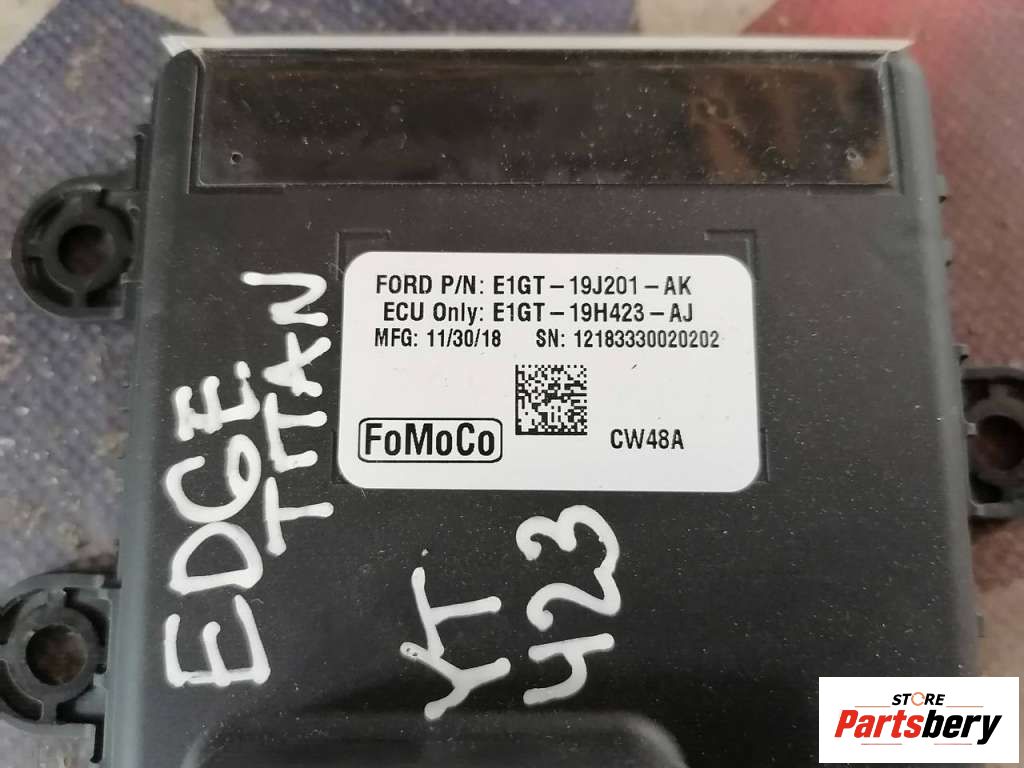 FORD P/N: E1GT-19J201-AK
ECU Only: E1GT-19H423-AJ
MFG: 11/30/18 SN: 12183330020202
FoMoCo
CW48A
EDGE
TITAN
YT
423
STORE
Partsbery